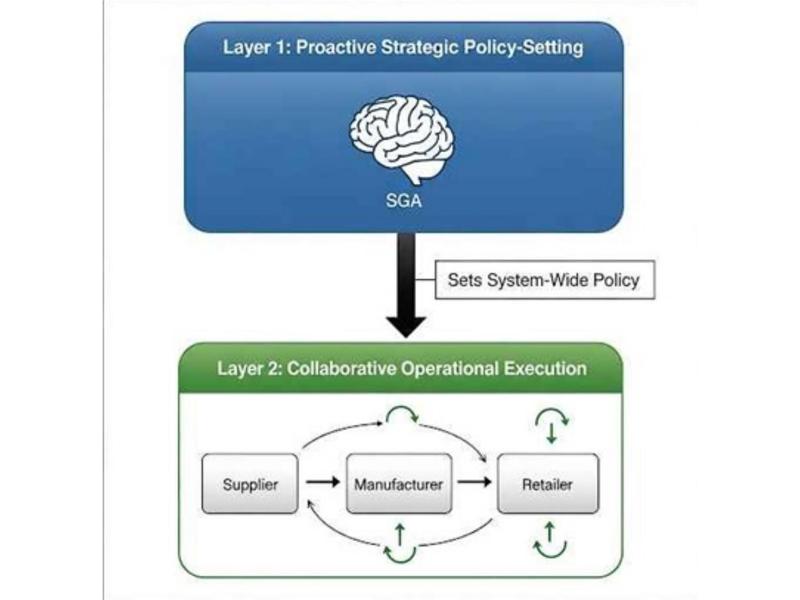 Layer 1: Proactive Strategic Policy-Setting
SGA
Sets System-Wide Policy
Layer 2: Collaborative Operational Execution
Supplier
Manufacturer
Retailer